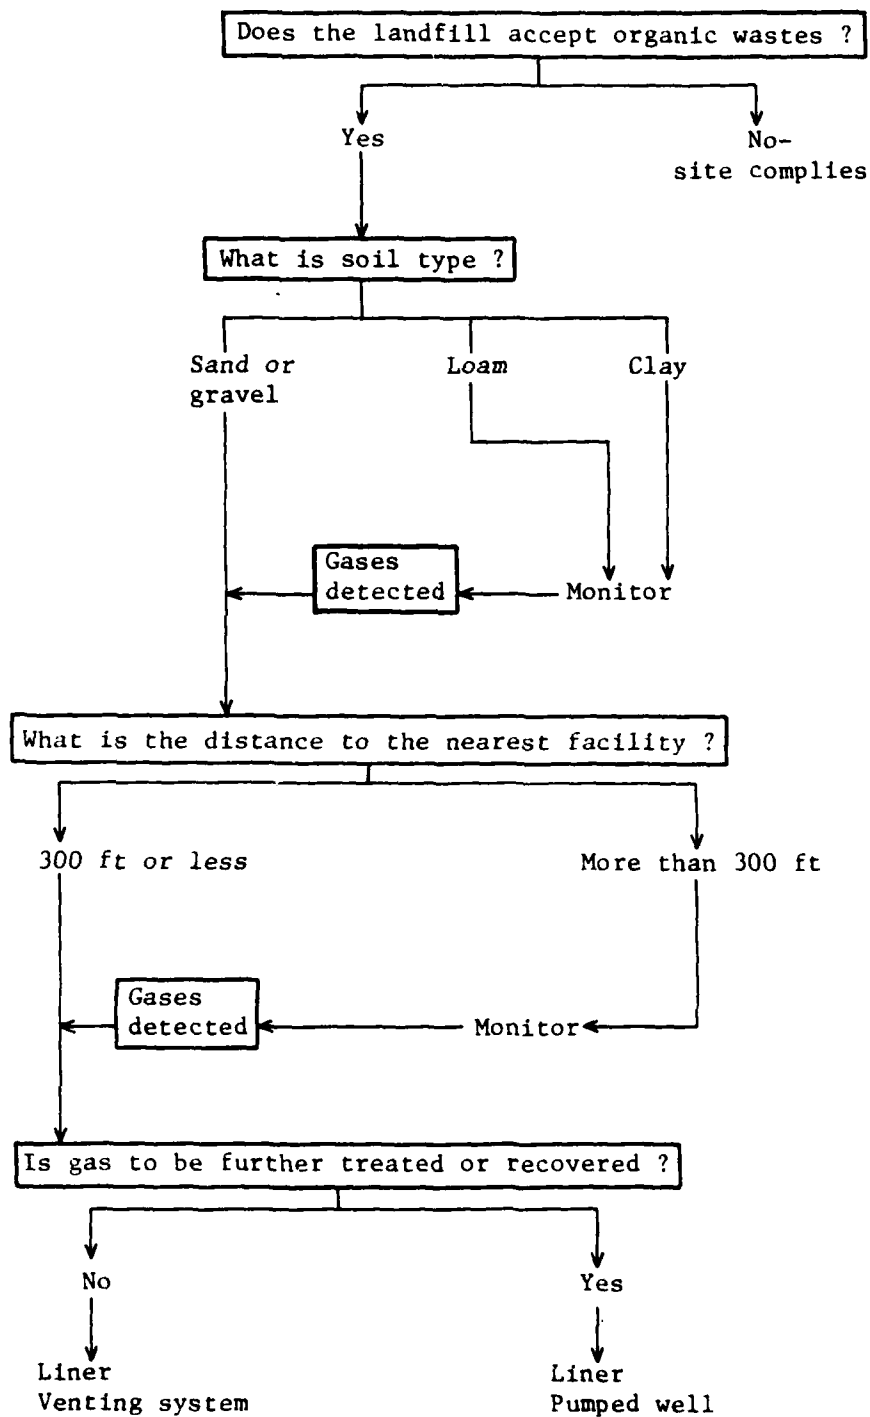 Does the landfill accept organic wastes ?
Yes
No-
site complies
What is soil type ?
Sand or
gravel
Loam
Clay
Gases
detected
Monitor
What is the distance to the nearest facility ?
300 ft or less
More than 300 ft
Gases
detected
Monitor
Is gas to be further treated or recovered ?
No
Yes
Liner
Venting system
Liner
Pumped well